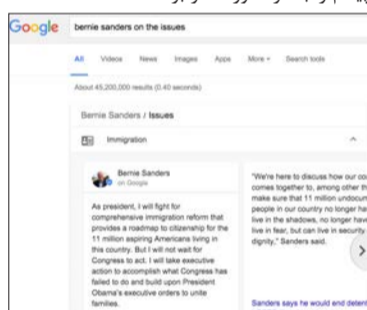 Google
bernie sanders on the issues
All Videos News Images Apps More Search tools
About 45,200,000 results (0.40 seconds)
Bernie Sanders / Issues
Immigration
Bernie Sanders
on Google
As president, I will fight for
comprehensive immigration reform that
provides a roadmap to citizenship for the
11 million aspiring Americans living in
this country. But I will not wait for
Congress to act. I will take executive
action to accomplish what Congress has
failed to do and build upon President
Obama's executive orders to unite
families.
"We're here to discuss how our co
comes together to, among other th
make sure that 11 million undocum
people in our country no longer ha
live in the shadows, no longer have
live in fear, but can live in security
dignity," Sanders said.
Sanders says he would end detent